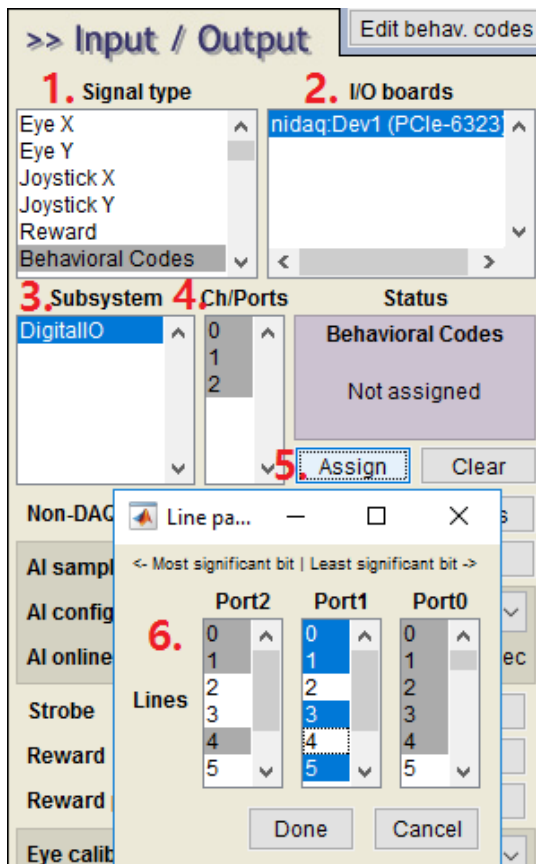 >> Input / Output
Edit behav. codes
1. Signal type
2. I/O boards
Eye X
Eye Y
Joystick X
Joystick Y
Reward
Behavioral Codes
nidaq:Dev1 (PCIe-6323)
3. Subsystem
4. Ch/Ports
Status
DigitalIO
0
1
2
Behavioral Codes
Not assigned
5. Assign
Clear
Non-DAQ
s
Line pa...
AI sampl
AI config
AI online
ec
<- Most significant bit | Least significant bit ->
6.
Port2
Port1
Port0
Lines
0
1
2
3
4
5
0
1
2
3
4
5
0
1
2
3
4
5
Strobe
Reward
Reward
Done
Cancel
Eye calib